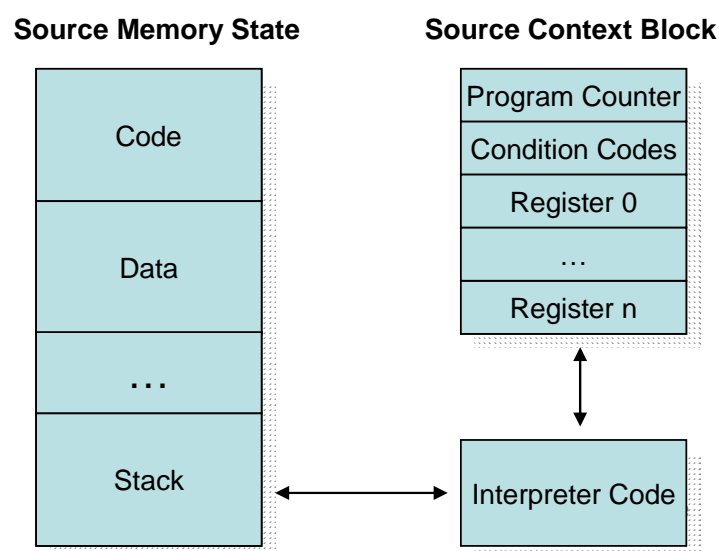 Source Memory State
Code
Data
...
Stack
Source Context Block
Program Counter
Condition Codes
Register 0
...
Register n
Interpreter Code